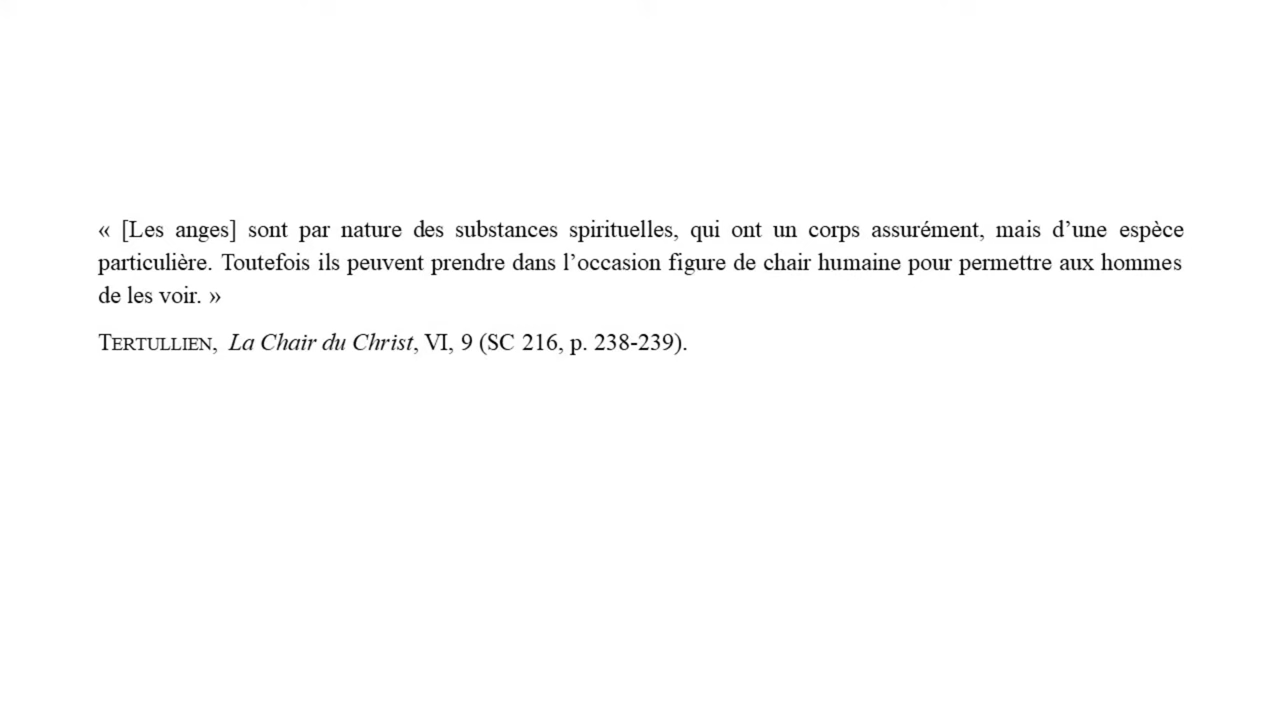 « [Les anges] sont par nature des substances spirituelles, qui ont un corps assurément, mais d’une espèce
particulière. Toutefois ils peuvent prendre dans l’occasion figure de chair humaine pour permettre aux hommes
de les voir. »
TERTULLIEN, La Chair du Christ, VI, 9 (SC 216, p. 238-239).